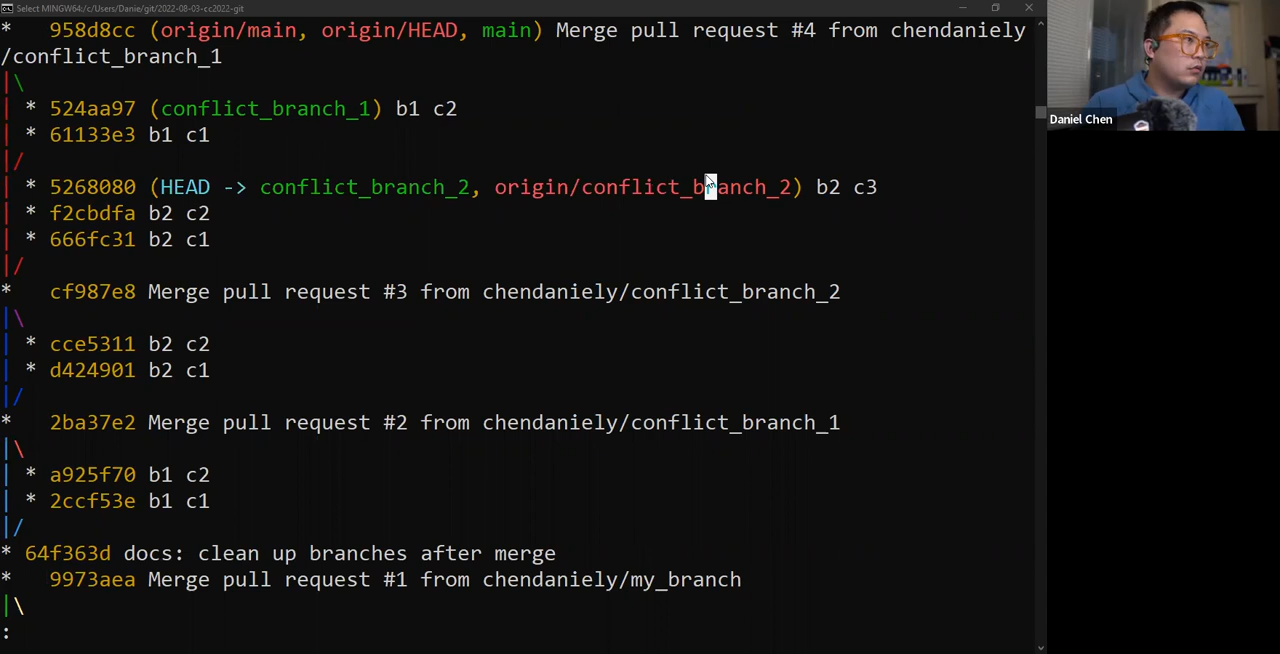 Select MINGW64:/c/Users/Danie/git/2022-08-03-cc2022-git
* 958d8cc (origin/main, origin/HEAD, main) Merge pull request #4 from chendaniely
/conflict_branch_1
|\
| * 524aa97 (conflict_branch_1) b1 c2
| * 61133e3 b1 c1
|/
| * 5268080 (HEAD -> conflict_branch_2, origin/conflict_branch_2) b2 c3
| * f2cbdfa b2 c2
| * 666fc31 b2 c1
|/
* cf987e8 Merge pull request #3 from chendaniely/conflict_branch_2
|\
| * cce5311 b2 c2
| * d424901 b2 c1
|/
* 2ba37e2 Merge pull request #2 from chendaniely/conflict_branch_1
|\
| * a925f70 b1 c2
| * 2ccf53e b1 c1
|/
* 64f363d docs: clean up branches after merge
* 9973aea Merge pull request #1 from chendaniely/my_branch
|\
:
Daniel Chen